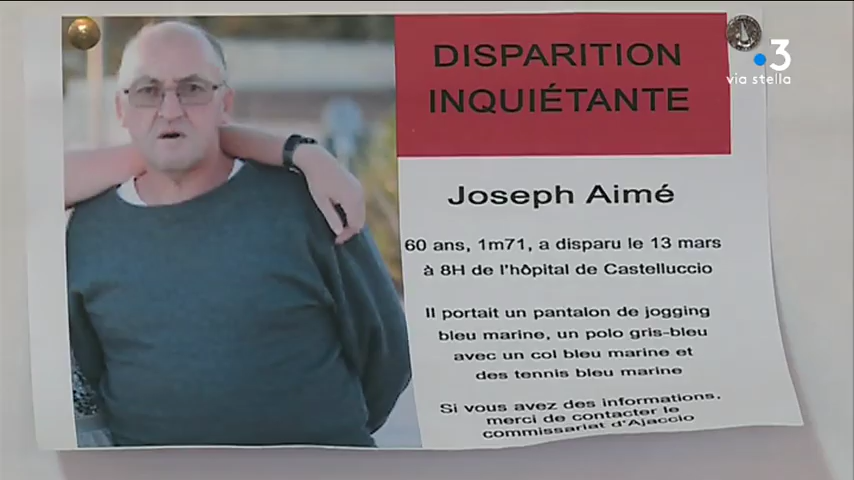 3
via stella
DISPARITION
INQUIÉTANTE
Joseph Aimé
60 ans, 1m71, a disparu le 13 mars
à 8H de l'hôpital de Castelluccio
Il portait un pantalon de jogging
bleu marine, un polo gris-bleu
avec un col bleu marine et
des tennis bleu marine
Si vous avez des informations,
merci de contacter le
commissariat d'Ajaccio